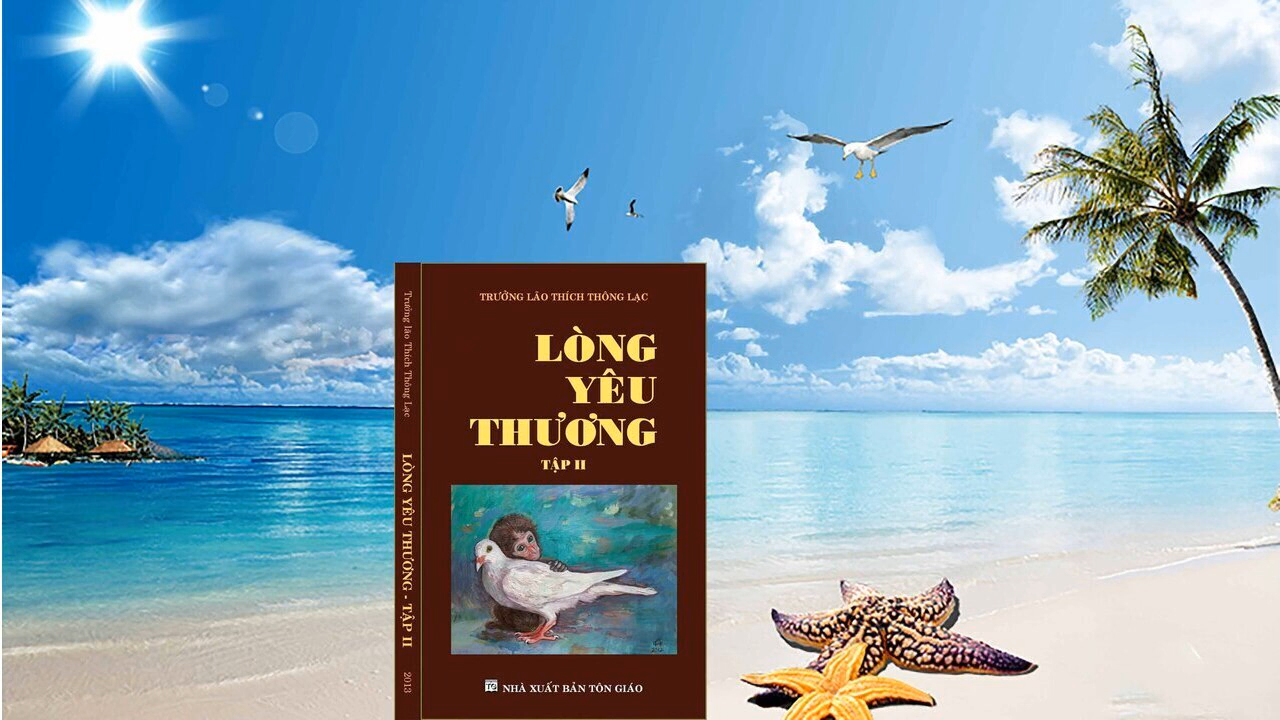 TRƯỞNG LÃO THÍCH THÔNG LẠC
LÒNG
YÊU
THƯƠNG
TẬP II
NHÀ XUẤT BẢN TÔN GIÁO
Trưởng lão Thích Thông Lạc
LÒNG YÊU THƯƠNG - TẬP II
2013